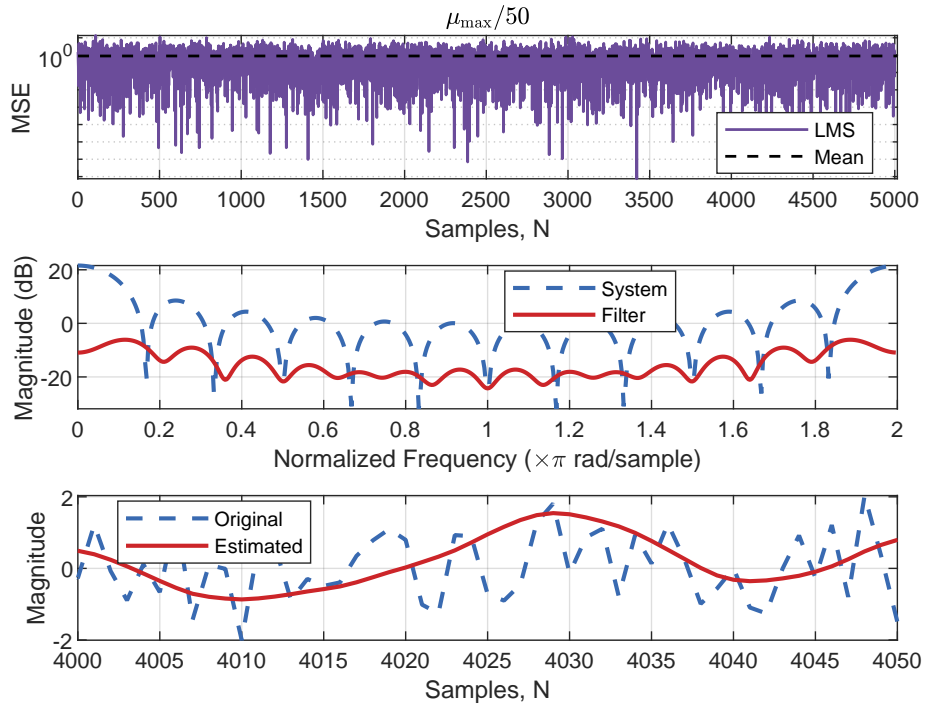 μ_max/50
10^0
MSE
LMS
Mean
0 500 1000 1500 2000 2500 3000 3500 4000 4500 5000
Samples, N
20
0
-20
Magnitude (dB)
System
Filter
0 0.2 0.4 0.6 0.8 1 1.2 1.4 1.6 1.8 2
Normalized Frequency (×π rad/sample)
2
0
-2
Magnitude
Original
Estimated
4000 4005 4010 4015 4020 4025 4030 4035 4040 4045 4050
Samples, N